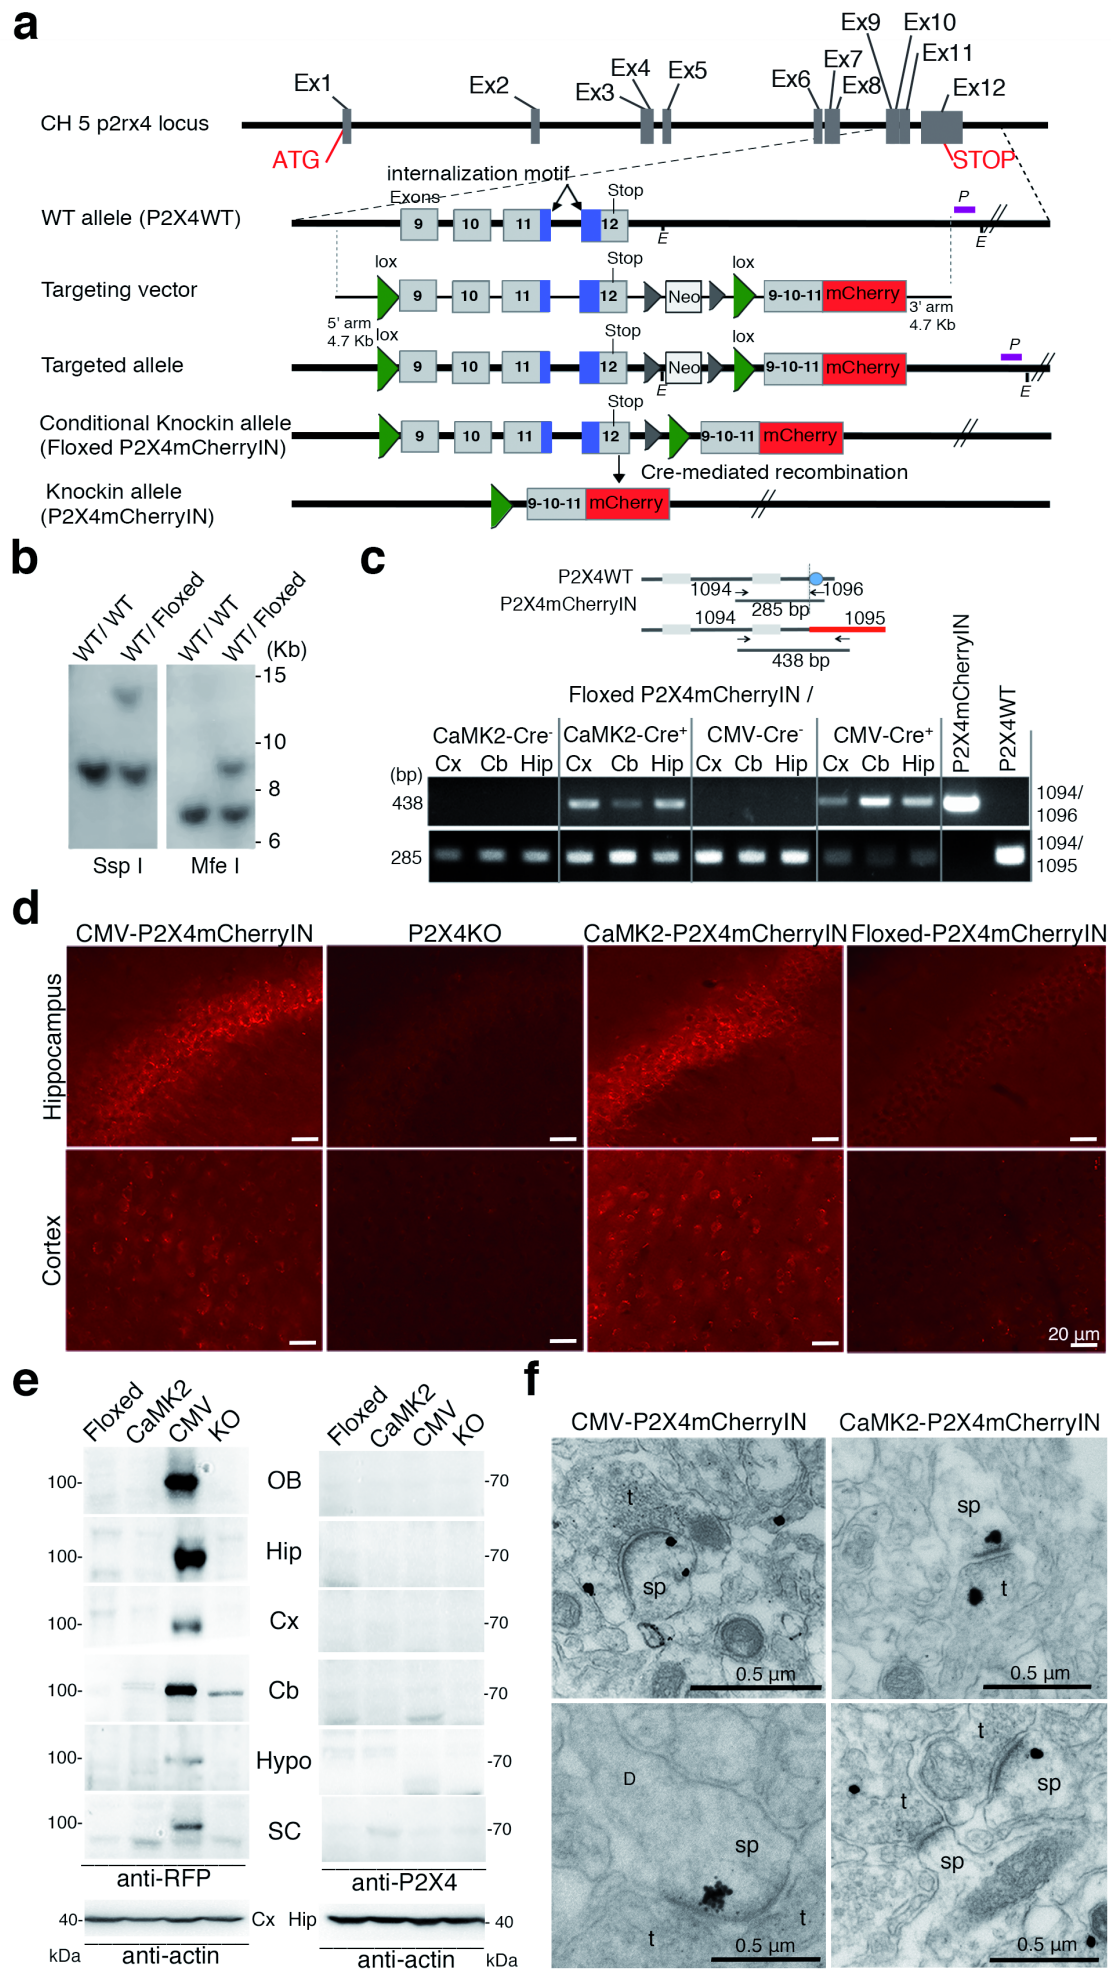 a
Ex9 Ex10
Ex7 Ex11
Ex4 Ex5
Ex1 Ex2 Ex3 Ex6 Ex8 Ex12
CH 5 p2rx4 locus
ATG STOP
internalization motif
Exons Stop P
WT allele (P2X4WT) 9 10 11 12
E E
lox Stop lox
Targeting vector 9 10 11 12 Neo 9-10-11 mCherry
5' arm 3' arm
4.7 Kb 4.7 Kb
lox Stop lox P
Targeted allele 9 10 11 12 Neo 9-10-11 mCherry
E E
Stop
Conditional Knockin allele
(Floxed P2X4mCherryIN) 9 10 11 12 9-10-11 mCherry
Cre-mediated recombination
Knockin allele
(P2X4mCherryIN) 9-10-11 mCherry
b
WT/ WT WT/ Floxed WT/ WT WT/ Floxed
(Kb)
-15
-10
- 8
- 6
Ssp I Mfe I
c
P2X4WT
1094 1096
P2X4mCherryIN 285 bp
1094 1095
438 bp
Floxed P2X4mCherryIN /
P2X4mCherryIN P2X4WT
CaMK2-Cre- CaMK2-Cre+ CMV-Cre- CMV-Cre+
Cx Cb Hip Cx Cb Hip Cx Cb Hip Cx Cb Hip
(bp)
438 1094/
1096
285 1094/
1095
d
CMV-P2X4mCherryIN P2X4KO CaMK2-P2X4mCherryIN Floxed-P2X4mCherryIN
Hippocampus
Cortex
20 µm
e
Floxed CaMK2 CMV KO Floxed CaMK2 CMV KO
100- OB -70
100- Hip -70
100- Cx -70
100- Cb -70
100- Hypo -70
100- SC -70
anti-RFP anti-P2X4
40- Cx Hip - 40
kDa anti-actin anti-actin kDa
f
CMV-P2X4mCherryIN CaMK2-P2X4mCherryIN
t
sp
0.5 µm
sp
t
0.5 µm
D
sp
t t
0.5 µm
t
sp
t
sp
0.5 µm